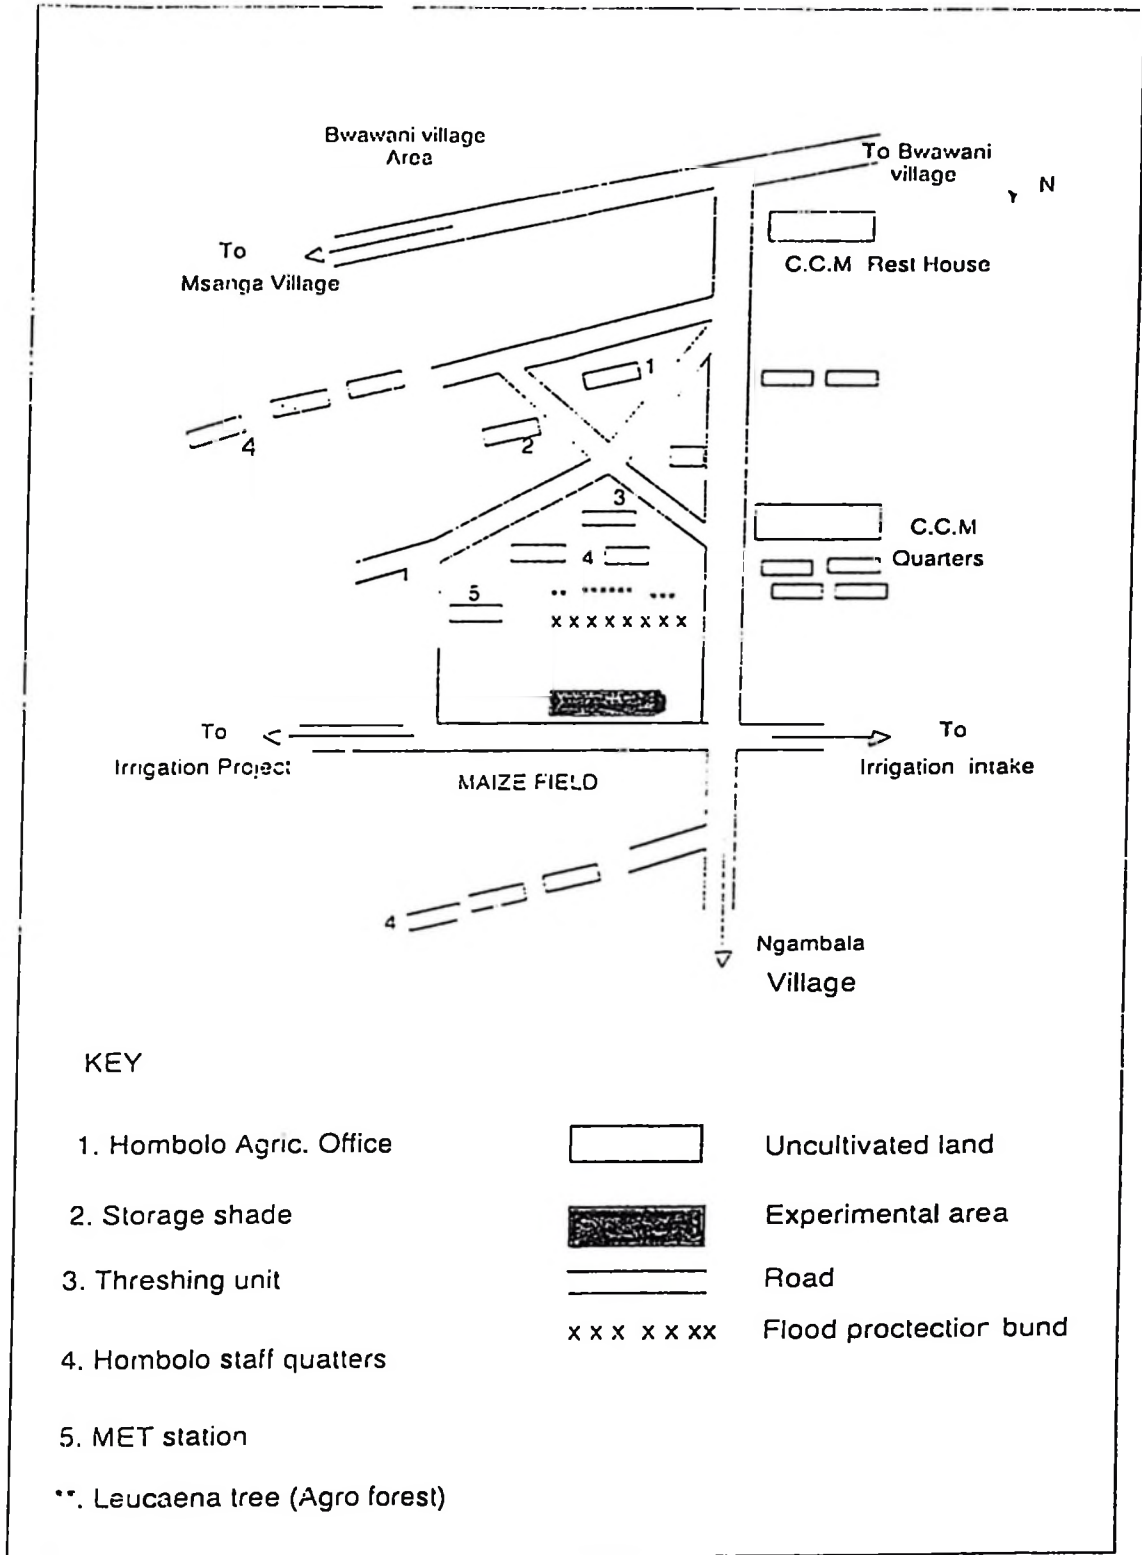 Bwawani village
Area
To Bwawani
village
N
To
Msanga Village
C.C.M Rest House
1
2
4
3
C.C.M
4
Quarters
5
x x x x x x x x
To
Irrigation Project
To
Irrigation intake
MAIZE FIELD
4
Ngambala
Village
KEY
1. Hombolo Agric. Office
Uncultivated land
2. Storage shade
Experimental area
3. Threshing unit
Road
x x x x x xx Flood proctection bund
4. Hombolo staff quatters
5. MET station
**. Leucaena tree (Agro forest)